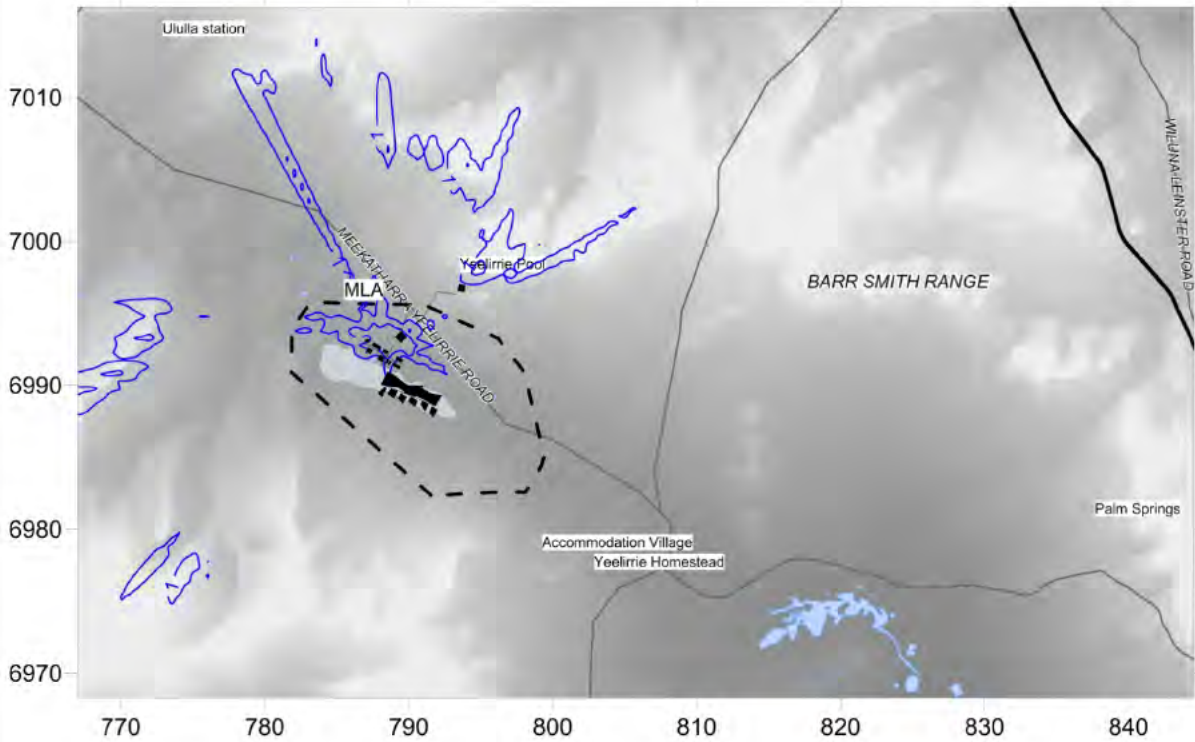 Ululla station
7010
WILUNA-LEINSTER ROAD
7000
MEEKATHARRA YEELIRRIE ROAD
Yeelirrie Pool
BARR SMITH RANGE
MLA
6990
Palm Springs
6980
Accommodation Village
Yeelirrie Homestead
6970
770 780 790 800 810 820 830 840